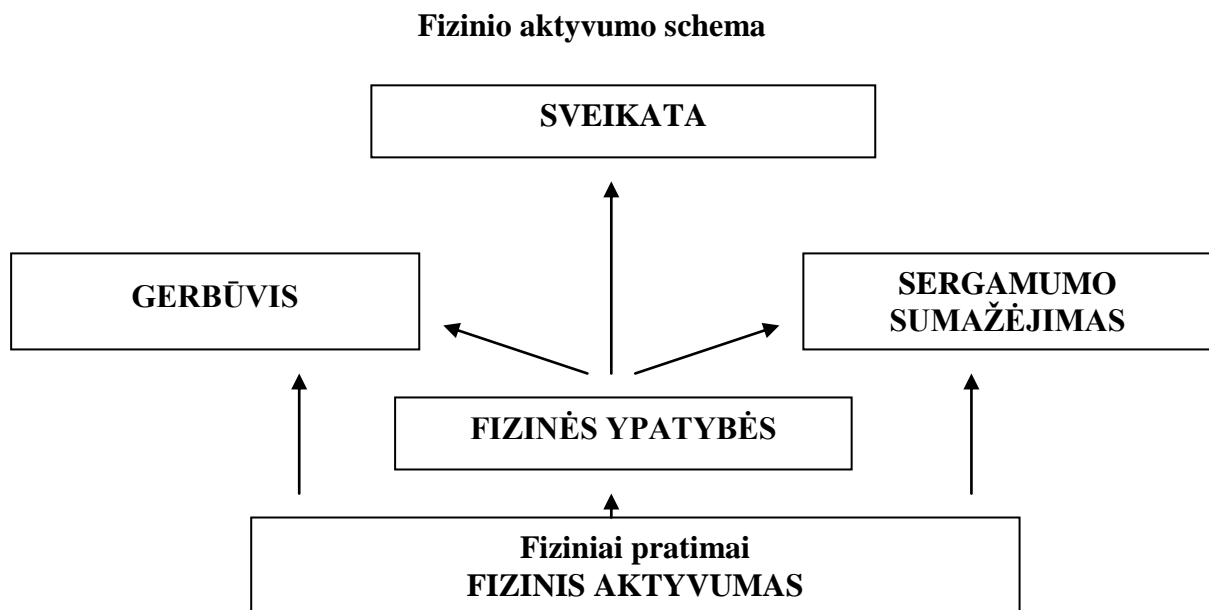 Fizinio aktyvumo schema
SVEIKATA
GERBŪVIS
SERGAMUMO
SUMAŽĖJIMAS
FIZINĖS YPATYBĖS
Fiziniai pratimai
FIZINIS AKTYVUMAS